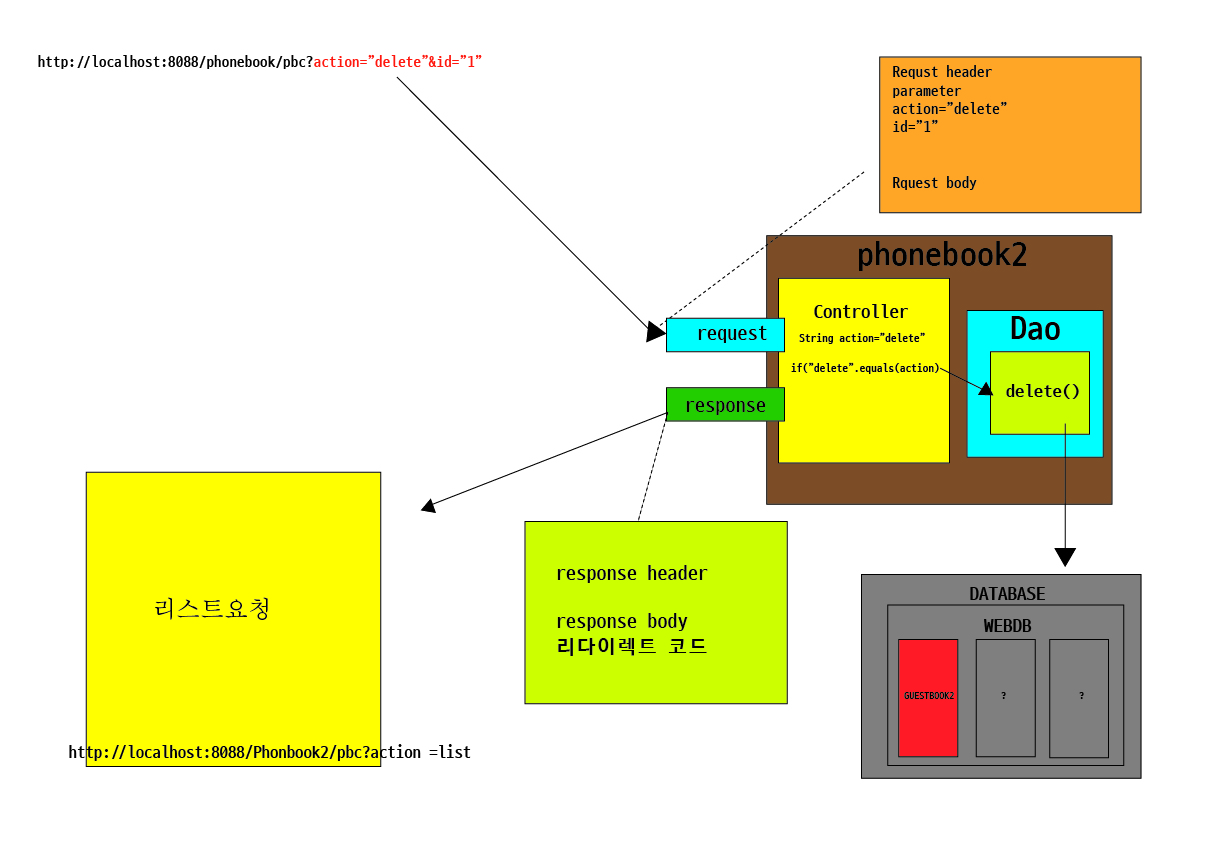 http://localhost:8088/phonebook/pbc?action=”delete”&id=”1”
Requst header
parameter
action=”delete”
id=”1”
Rquest body
phonebook2
Controller
String action=”delete”
if(”delete”.equals(action)
request
response
Dao
delete()
리스트요청
http://localhost:8088/Phonbook2/pbc?action =list
response header
response body
리다이렉트 코드
DATABASE
WEBDB
GUESTBOOK2
?
?